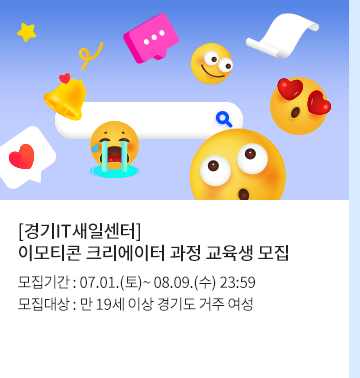 [경기IT새일센터]
이모티콘 크리에이터 과정 교육생 모집
모집기간 : 07.01.(토)~ 08.09.(수) 23:59
모집대상 : 만 19세 이상 경기도 거주 여성